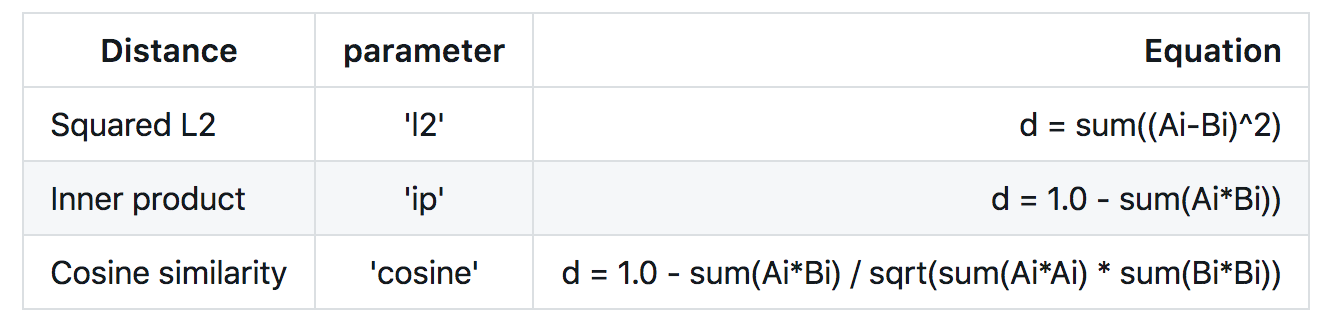 Distance parameter Equation
Squared L2 'l2' d = sum((Ai-Bi)^2)
Inner product 'ip' d = 1.0 - sum(Ai*Bi))
Cosine similarity 'cosine' d = 1.0 - sum(Ai*Bi) / sqrt(sum(Ai*Ai) * sum(Bi*Bi))